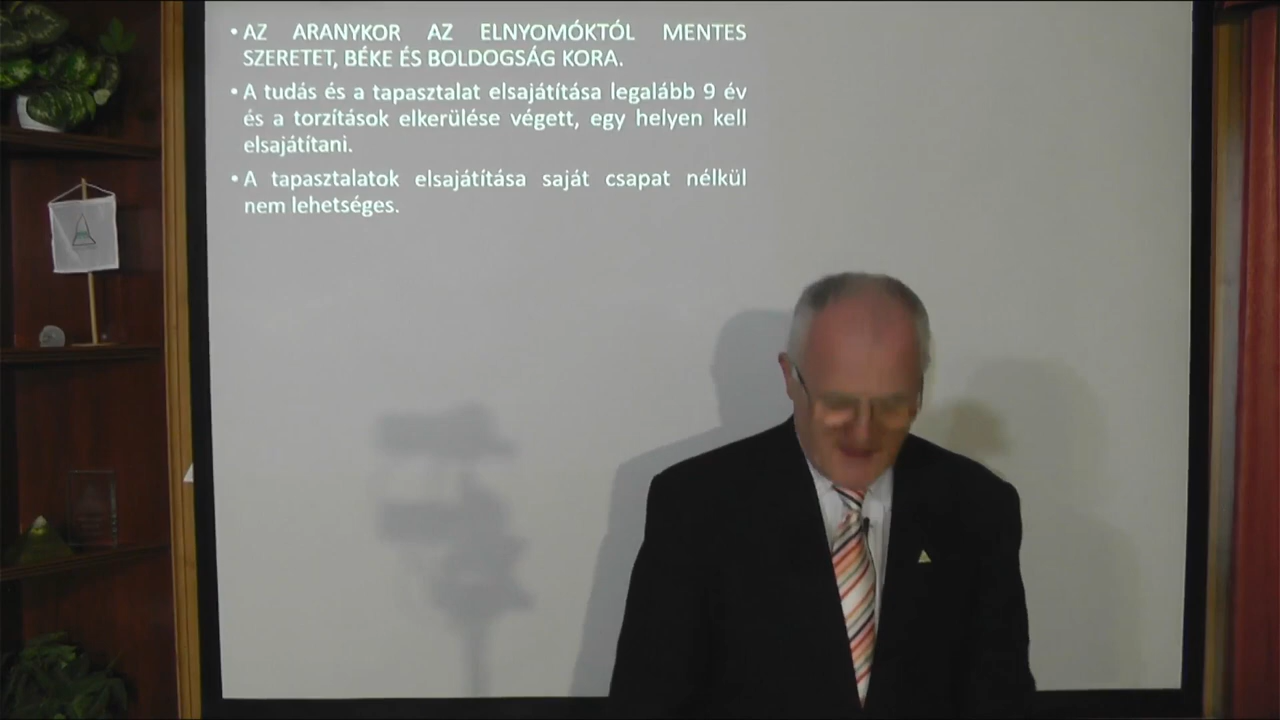 • AZ ARANYKOR AZ ELNYOMÓKTÓL MENTES
SZERETET, BÉKE ÉS BOLDOGSÁG KORA.
• A tudás és a tapasztalat elsajátítása legalább 9 év
és a torzítások elkerülése végett, egy helyen kell
elsajátítani.
• A tapasztalatok elsajátítása saját csapat nélkül
nem lehetséges.